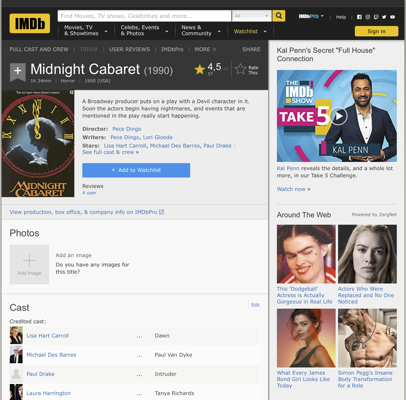 IMDb
Find Movies, TV shows, Celebrities and more...
All
IMDbPro
Help
Movies, TV
& Showtimes
Celebs, Events
& Photos
News &
Community
Watchlist
Sign in
FULL CAST AND CREW
TRIVIA
USER REVIEWS
IMDbPro
MORE
SHARE
Midnight Cabaret (1990)
1h 34min | Horror | 1990 (USA)
4,5
Rate
This
MIDNIGHT
CABARET
A Broadway producer puts on a play with a Devil character in it.
Soon the actors begin having nightmares, and events that are
mentioned in the play really start happening.
Director: Pece Dingo
Writers: Pece Dingo, Lori Gloede
Stars: Lisa Hart Carroll, Michael Des Barres, Paul Drake |
See full cast & crew »
+ Add to Watchlist
Reviews
4 user
View production, box office, & company info on IMDbPro
Photos
Add Image
Add an image
Do you have any images for
this title?
Cast
Edit
Credited cast:
Lisa Hart Carroll ... Dawn
Michael Des Barres ... Paul Van Dyke
Paul Drake ... Intruder
Laura Harrington ... Tanya Richards
Kal Penn's Secret "Full House"
Connection
THE IMDb SHOW
TAKE 5
KAL PENN
Kal Penn reveals the details, and a whole lot
more, in our Take 5 Challenge.
Watch now »
Around The Web
Powered by ZergNet
This 'Dodgeball'
Actress is Actually
Gorgeous in Real Life
Actors Who Were
Replaced and No One
Noticed
What Every James
Bond Girl Looks Like
Today
Simon Pegg's Insane
Body Transformation
for a Role